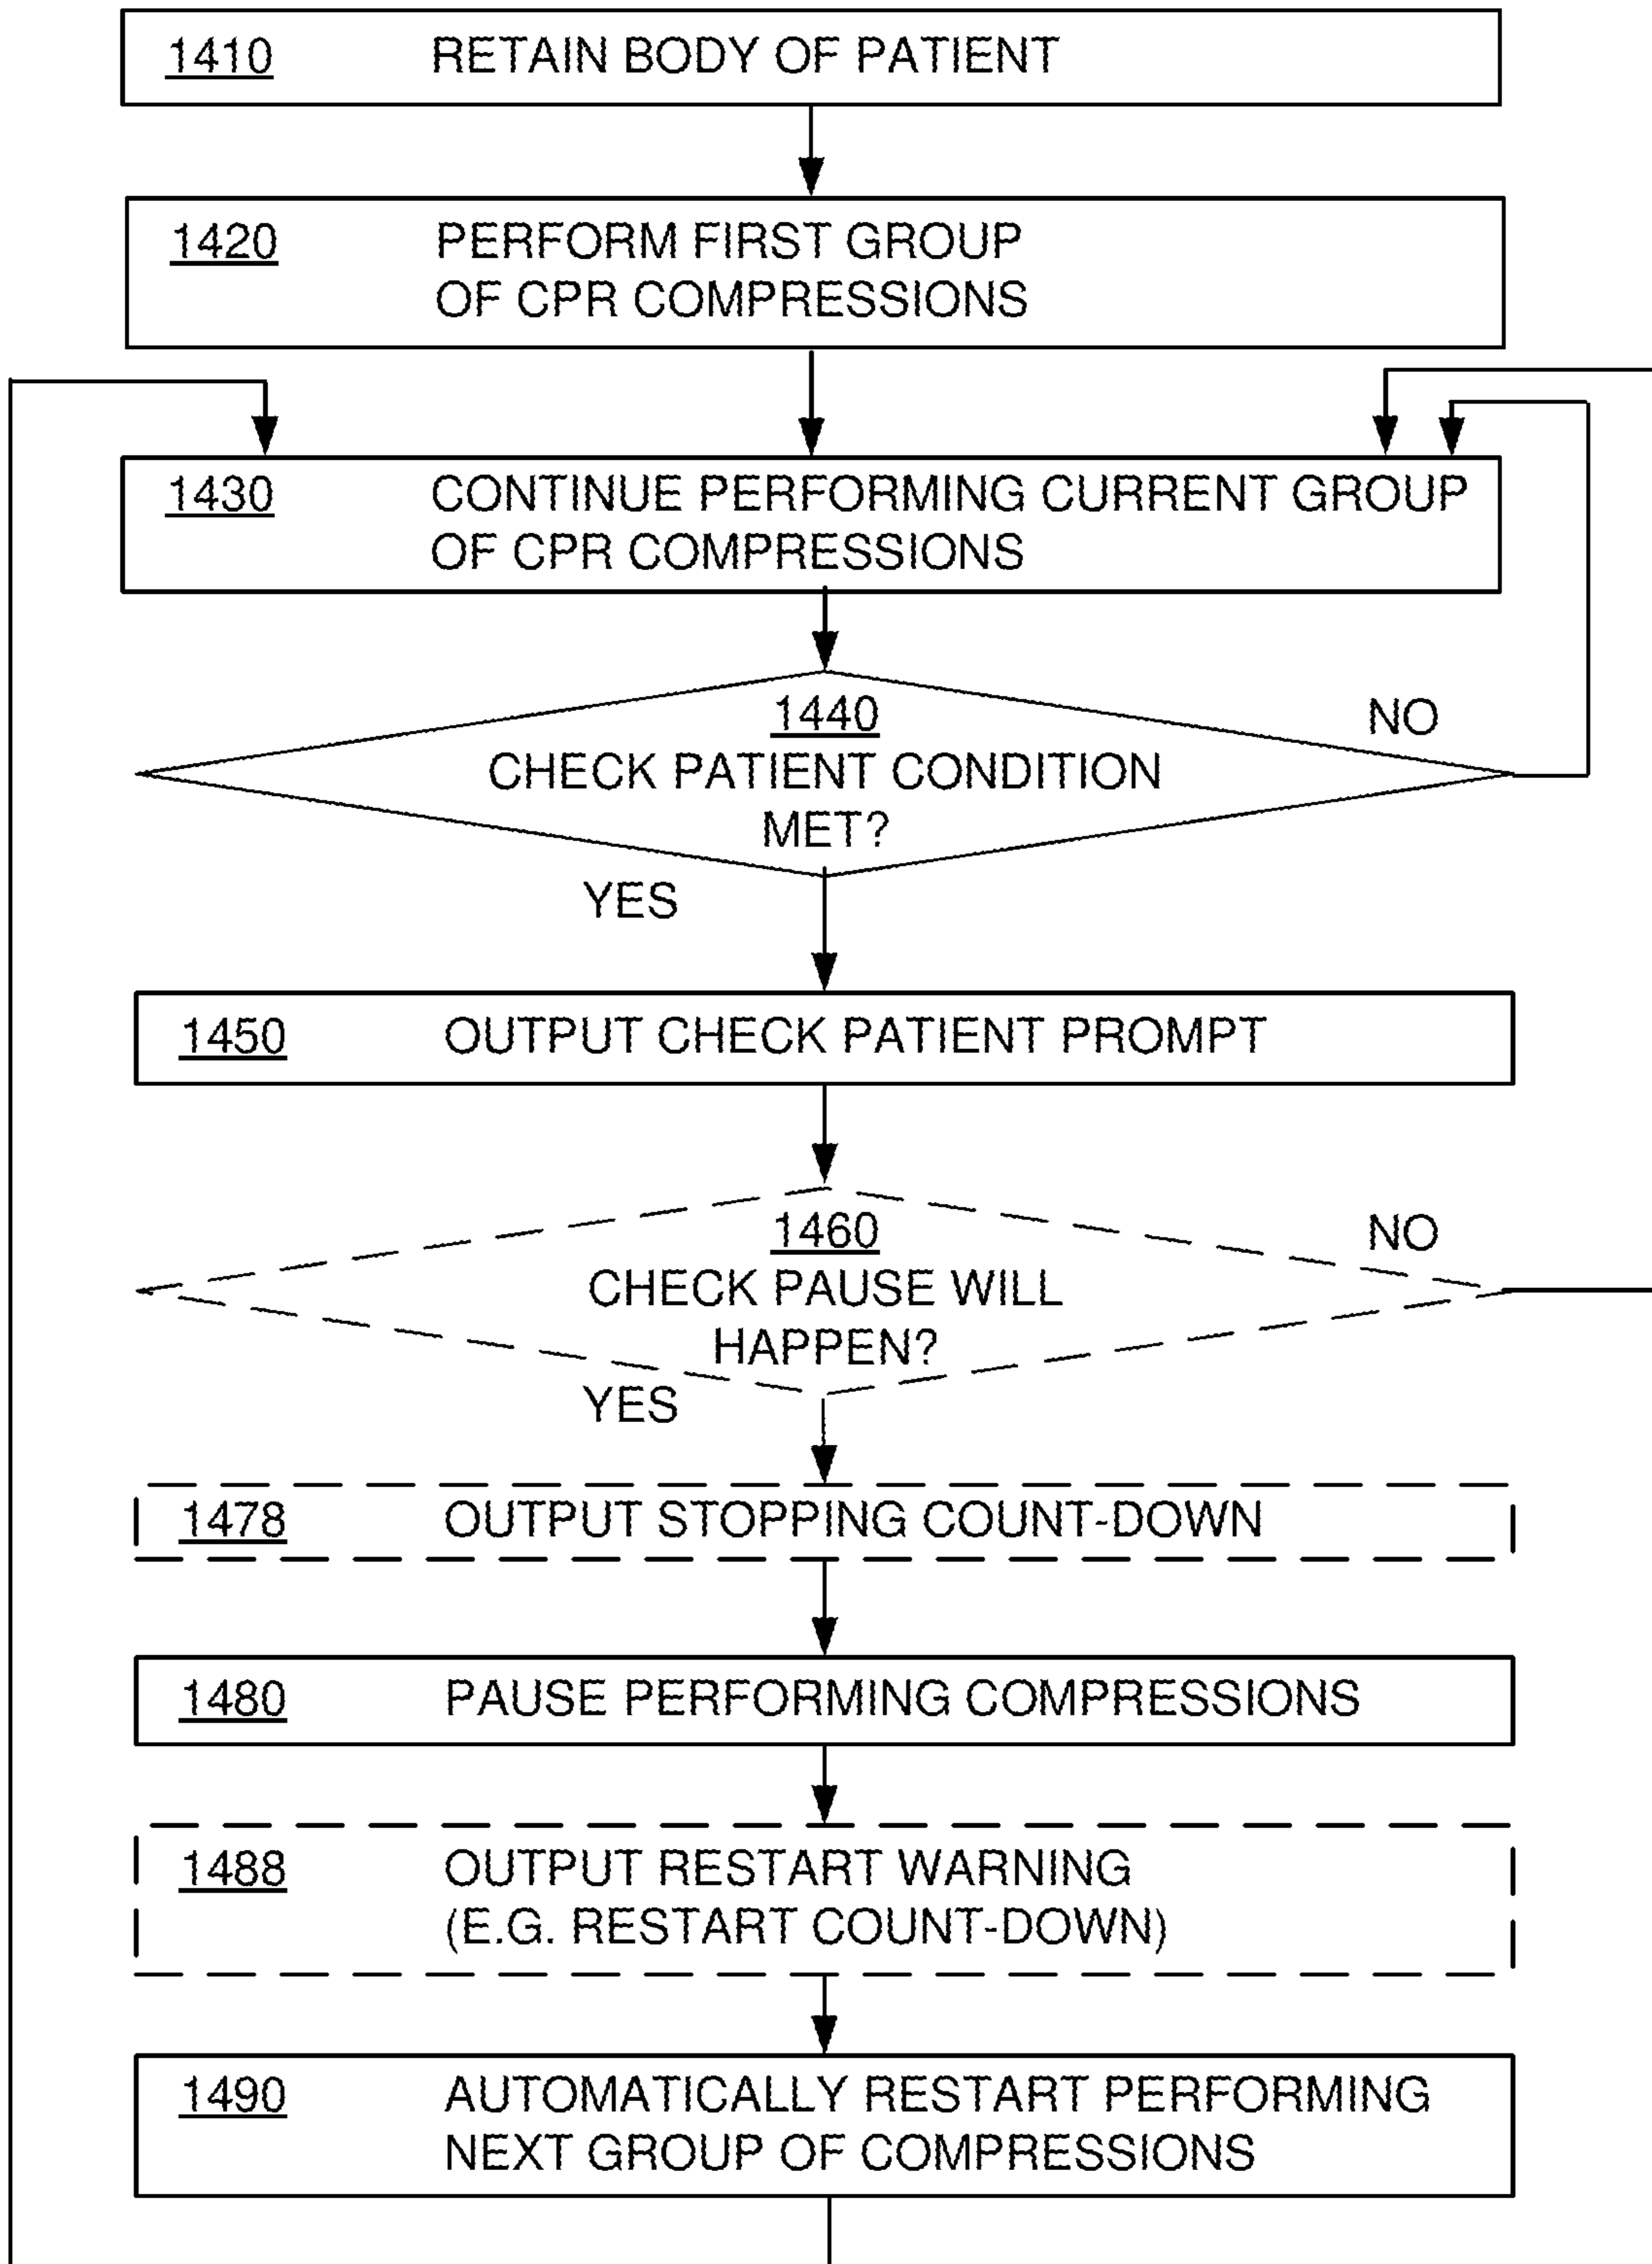 1410 RETAIN BODY OF PATIENT
1420 PERFORM FIRST GROUP
OF CPR COMPRESSIONS
1430 CONTINUE PERFORMING CURRENT GROUP
OF CPR COMPRESSIONS
1440
NO
CHECK PATIENT CONDITION
MET?
YES
1450 OUTPUT CHECK PATIENT PROMPT
1460
NO
CHECK PAUSE WILL
HAPPEN?
YES
1478 OUTPUT STOPPING COUNT-DOWN
1480 PAUSE PERFORMING COMPRESSIONS
1488 OUTPUT RESTART WARNING
(E.G. RESTART COUNT-DOWN)
1490 AUTOMATICALLY RESTART PERFORMING
NEXT GROUP OF COMPRESSIONS